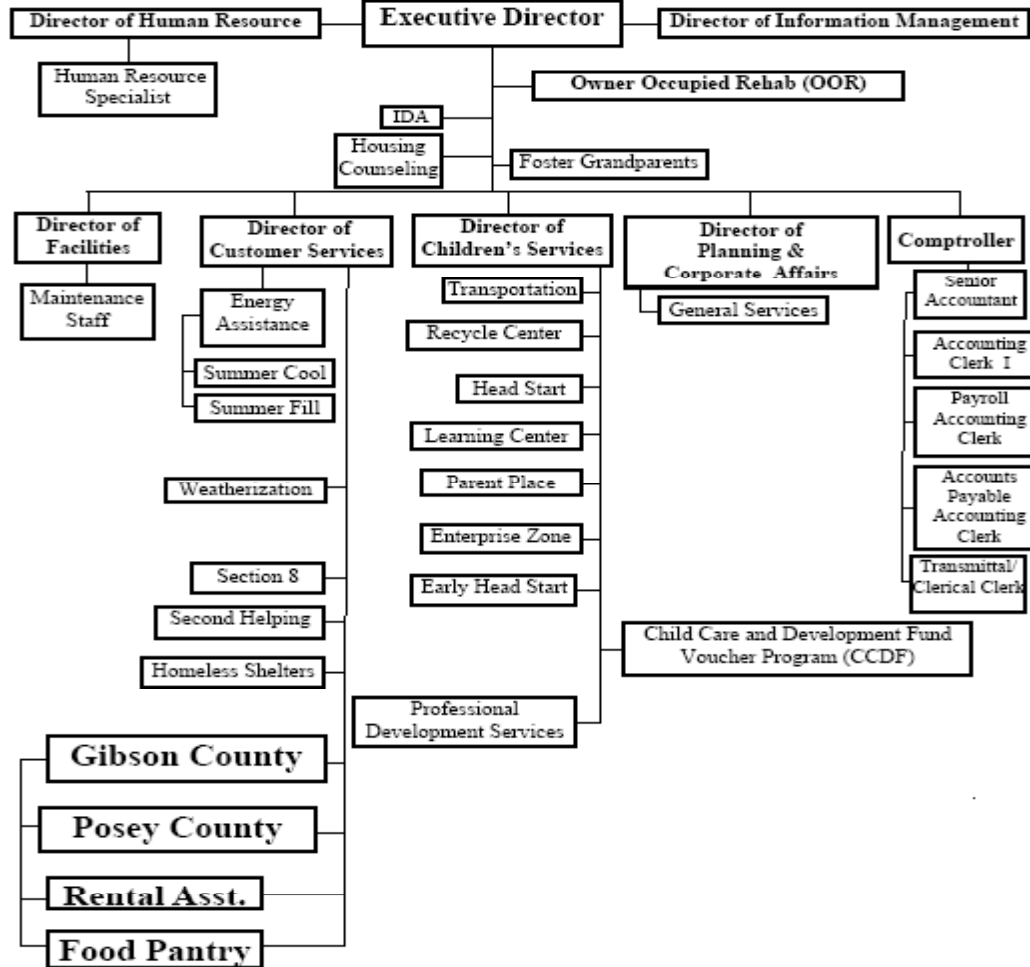 Director of Human Resource
Executive Director
Director of Information Management
Human Resource
Specialist
Owner Occupied Rehab (OOR)
IDA
Housing
Counseling
Foster Grandparents
Director of
Facilities
Director of
Customer Services
Director of
Children's Services
Director of
Planning &
Corporate Affairs
Comptroller
Maintenance
Staff
Energy
Assistance
Summer Cool
Summer Fill
Weatherization
Section 8
Second Helping
Homeless Shelters
Gibson County
Posey County
Rental Asst.
Food Pantry
Transportation
Recycle Center
Head Start
Learning Center
Parent Place
Enterprise Zone
Early Head Start
Child Care and Development Fund
Voucher Program (CCDF)
Professional
Development Services
General Services
Senior
Accountant
Accounting
Clerk I
Payroll
Accounting
Clerk
Accounts
Payable
Accounting
Clerk
Transmittal/
Clerical Clerk